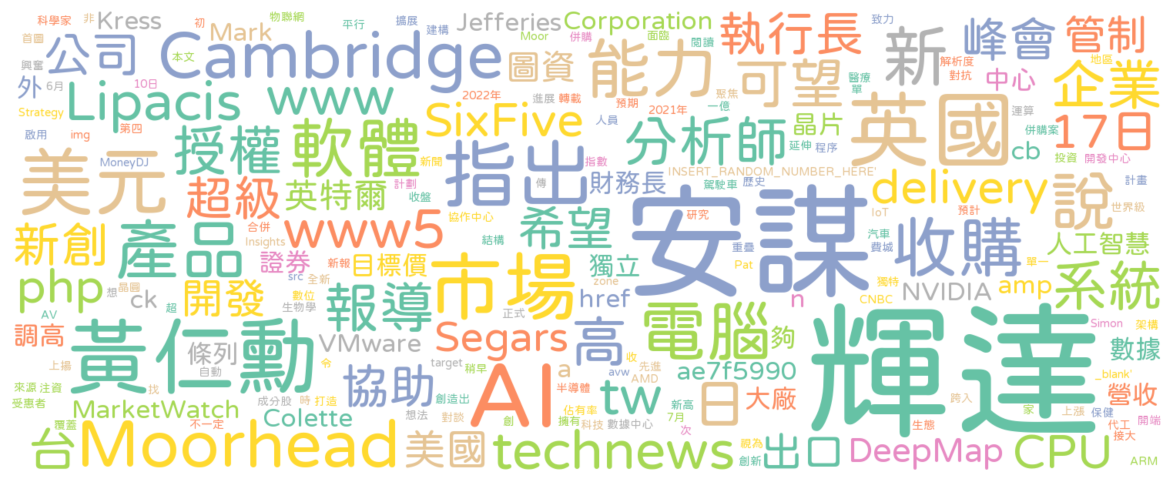 科學家 非 Kress 物聯網 平行 擴展 建構 Jefferies Corporation 致力
首圖 初 Mark Moor 併購 面臨 閱讀 執行長 新 峰會 管制
興奮 公司 Cambridge 圖資 能力 可望 醫療 單 解析度 對抗 地區
外 6月 本文 10日 Lipacis www 2022年 進展 轉載 聚焦 預期 2021年 一億 中心 運算 企業
Strategy 啟用 img 第四 授權 軟體 SixFive 人員 分析師 晶片 延伸 程序 英國 cb 併購案 17日
美元 MoneyDJ 超級 英特爾 新聞 計劃 收盤 傳 指出 指數 財務長 INSERT_RANDOM_NUMBER_HERE' 駕駛車 歷史 delivery 投資 開發中心 說 計畫 世界級
新創 產品 合併 Insights www5 協作中心 結構 希望 安謀 研究 重疊 Pat 汽車 費城 收購 IoT 預計 人工智慧
php 想 晶圓 ck 證券 src 全新 新報 目標價 市場 zone 獨立 獨特 CNBC 單一 amp 系統
AV 超 生物學 開發 數位 報導 正式 href n NVIDIA Simon 架構
調高 黃仁勳 條列 自動 VMware Segars 高 電腦 夠 輝達 數據
上揚 找 令 target 稍早 avw 收 先進 AMD a ae7f5990 _blank' 跨入
來源 注資 受惠者 MarketWatch 成分股 時 打造 協助 創造出 想法 AI 半導體 tw 新高 日 大廠 上漲 保健 營收
覆蓋 不一定 Colette 對談 創 佔有率 擁有 科技 數據中心 7月 次 生態 家 代工 開端 接大
台 Moorhead 美國 technews 親為 創新 出口 DeepMap CPU ARM